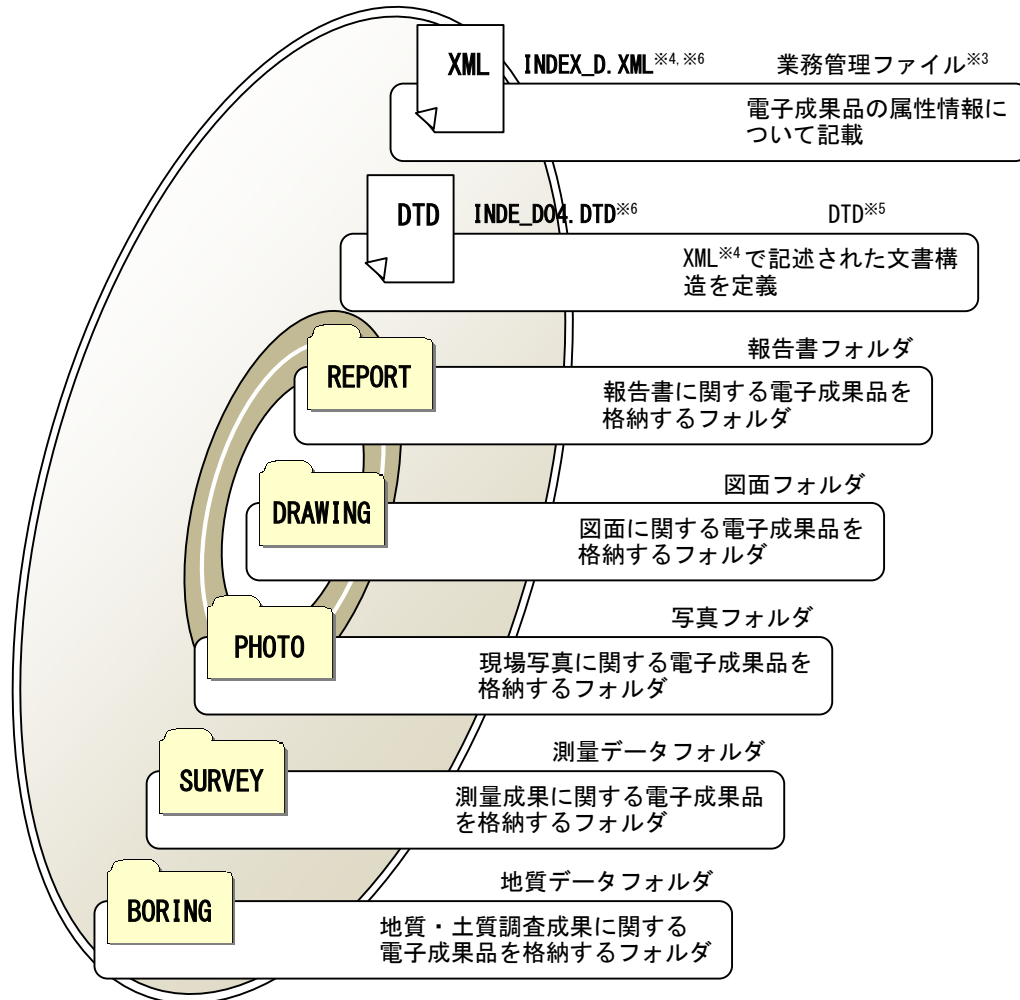 XML INDEX_D.XML※4,※6 業務管理ファイル※3
電子成果品の属性情報に
ついて記載
DTD INDE_D04.DTD※6 DTD※5
XML※4で記述された文書構
造を定義
報告書フォルダ
REPORT
報告書に関する電子成果品を
格納するフォルダ
図面フォルダ
DRAWING
図面に関する電子成果品を
格納するフォルダ
写真フォルダ
PHOTO
現場写真に関する電子成果品を
格納するフォルダ
測量データフォルダ
SURVEY
測量成果に関する電子成果品
を格納するフォルダ
地質データフォルダ
BORING
地質・土質調査成果に関する
電子成果品を格納するフォルダ